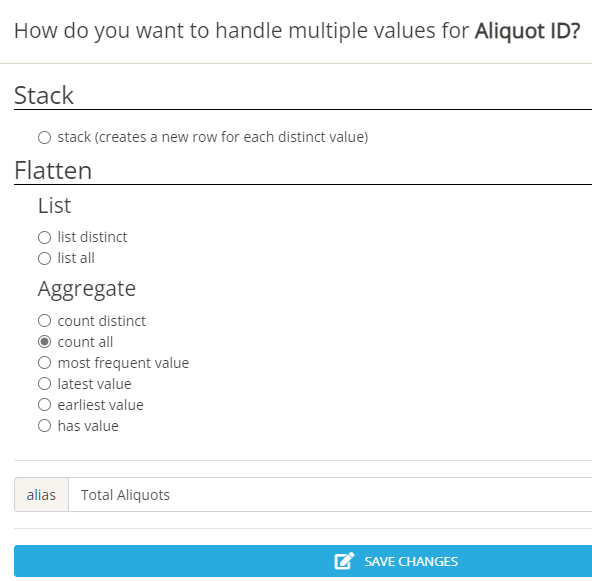 How do you want to handle multiple values for Aliquot ID?
Stack
stack (creates a new row for each distinct value)
Flatten
List
list distinct
list all
Aggregate
count distinct
count all
most frequent value
latest value
earliest value
has value
alias Total Aliquots
SAVE CHANGES